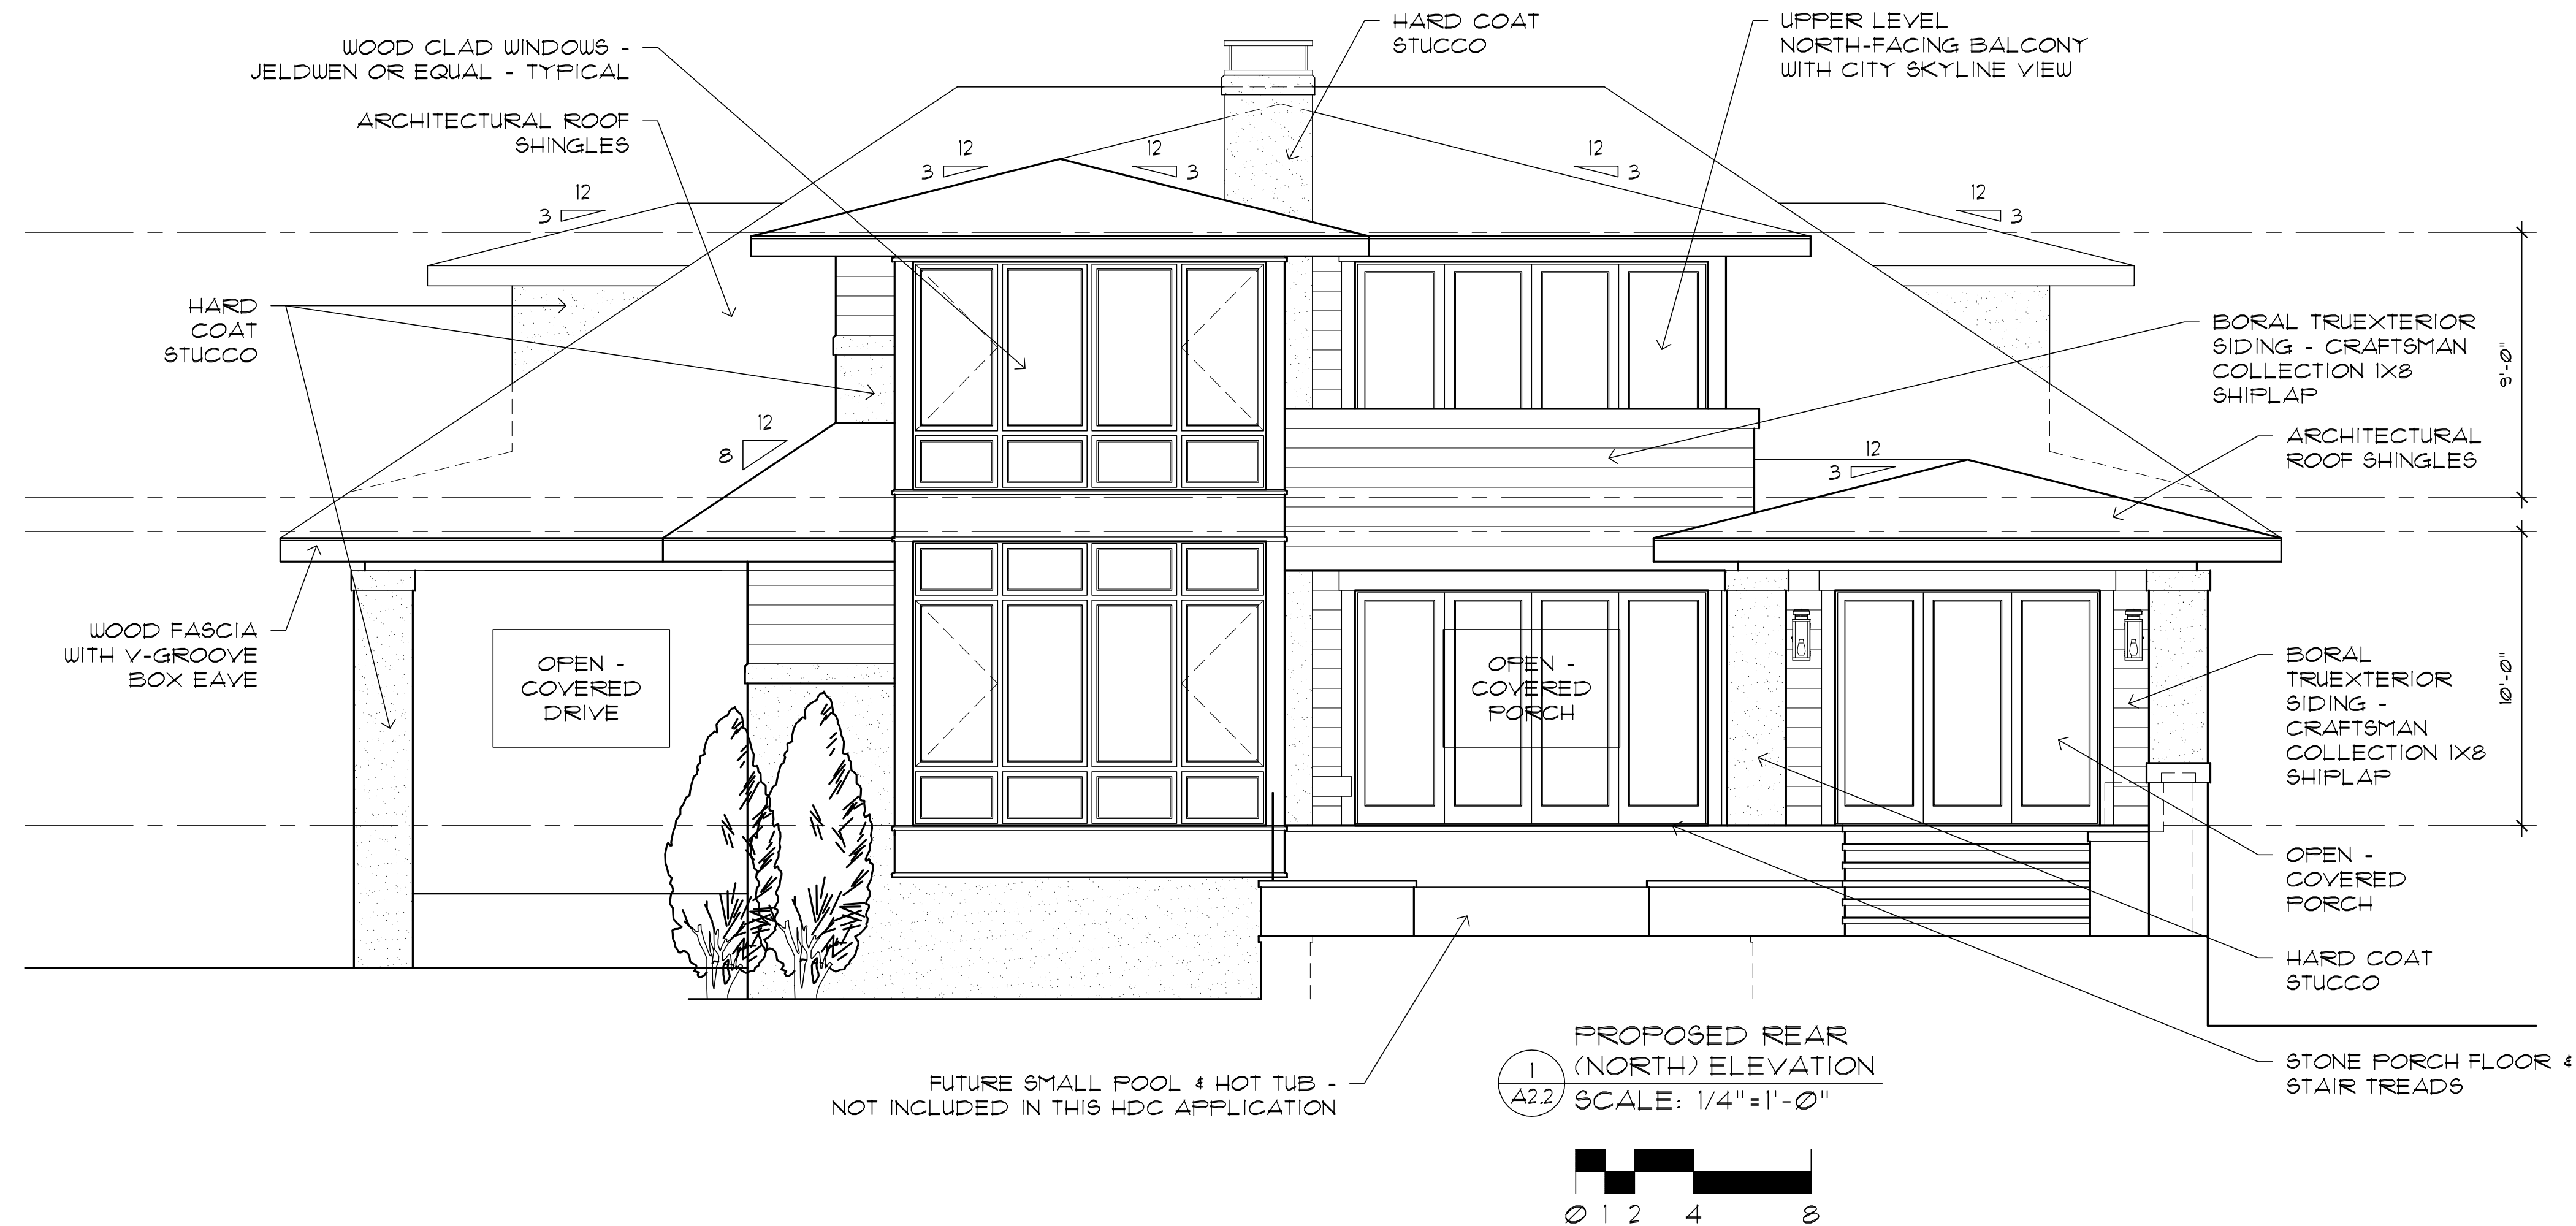 WOOD CLAD WINDOWS -
JELDWEN OR EQUAL - TYPICAL
HARD COAT
STUCCO
UPPER LEVEL
NORTH-FACING BALCONY
WITH CITY SKYLINE VIEW
ARCHITECTURAL ROOF
SHINGLES
12
3
12
3
12
3
12
3
12
3
HARD
COAT
STUCCO
BORAL TRUEXTERIOR
SIDING - CRAFTSMAN
COLLECTION 1X8
SHIPLAP
9'-0"
12
8
12
3
ARCHITECTURAL
ROOF SHINGLES
WOOD FASCIA
WITH V-GROOVE
BOX EAVE
OPEN -
COVERED
DRIVE
OPEN -
COVERED
PORCH
BORAL
TRUEXTERIOR
SIDING -
CRAFTSMAN
COLLECTION 1X8
SHIPLAP
10'-0"
OPEN -
COVERED
PORCH
HARD COAT
STUCCO
STONE PORCH FLOOR &
STAIR TREADS
FUTURE SMALL POOL & HOT TUB -
NOT INCLUDED IN THIS HDC APPLICATION
1
A2.2
PROPOSED REAR
(NORTH) ELEVATION
SCALE: 1/4"=1'-0"
0 1 2 4 8